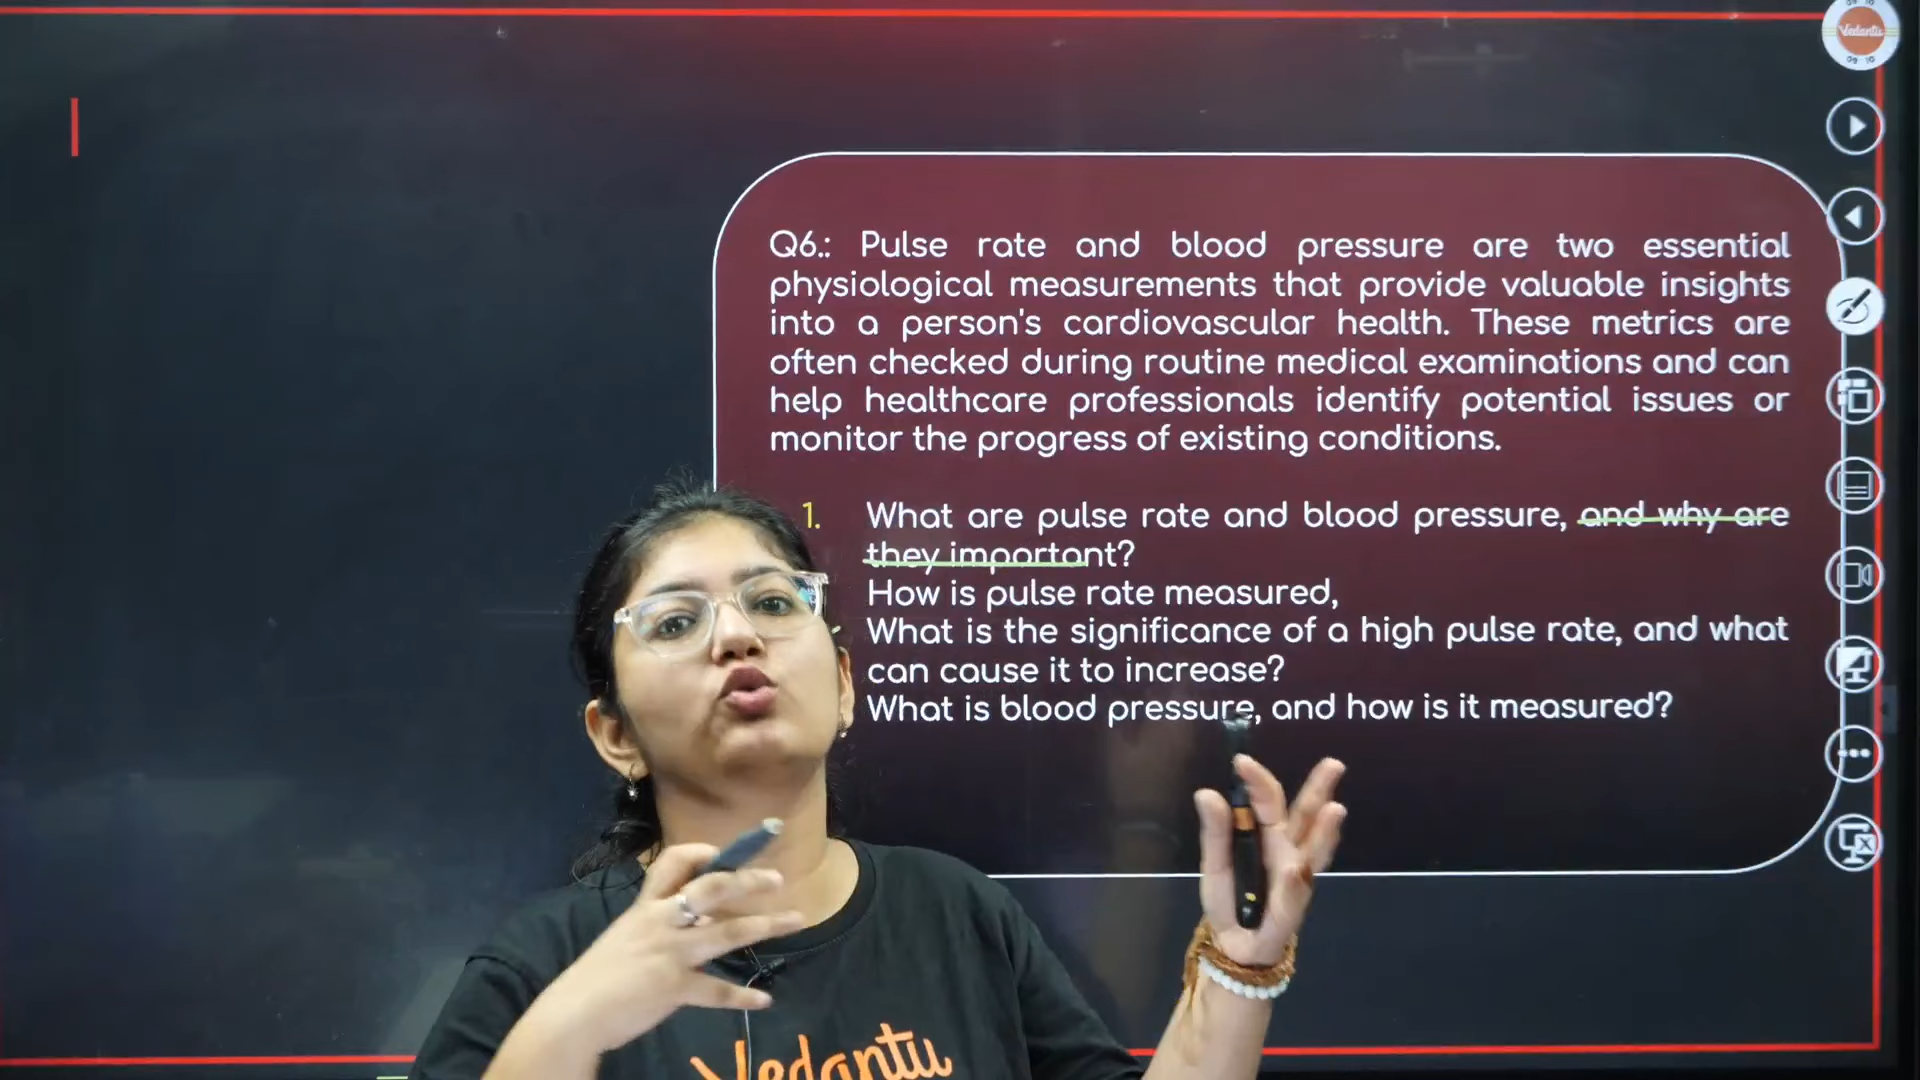 Vedantu
Q6.: Pulse rate and blood pressure are two essential
physiological measurements that provide valuable insights
into a person's cardiovascular health. These metrics are
often checked during routine medical examinations and can
help healthcare professionals identify potential issues or
monitor the progress of existing conditions.
1. What are pulse rate and blood pressure, and why are
they important?
How is pulse rate measured,
What is the significance of a high pulse rate, and what
can cause it to increase?
What is blood pressure, and how is it measured?
Vedantu